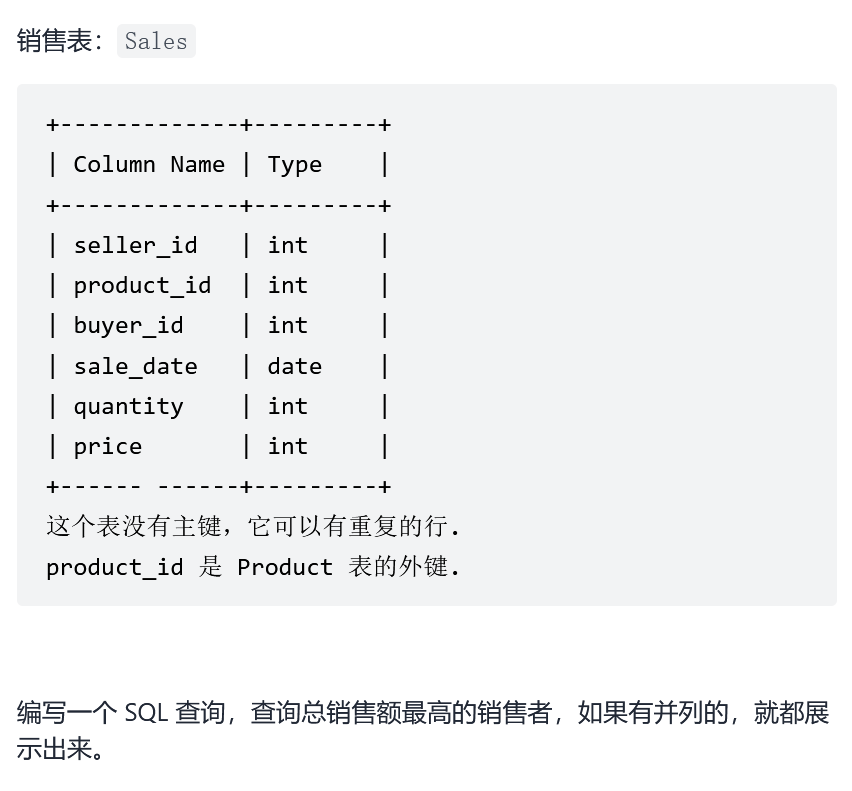 销售表： Sales
+-------------+---------+
| Column Name | Type    |
+-------------+---------+
| seller_id   | int     |
| product_id  | int     |
| buyer_id    | int     |
| sale_date   | date    |
| quantity    | int     |
| price       | int     |
+------ ------+---------+
这个表没有主键，它可以有重复的行.
product_id 是 Product 表的外键.
编写一个 SQL 查询，查询总销售额最高的销售者，如果有并列的，就都展
示出来。